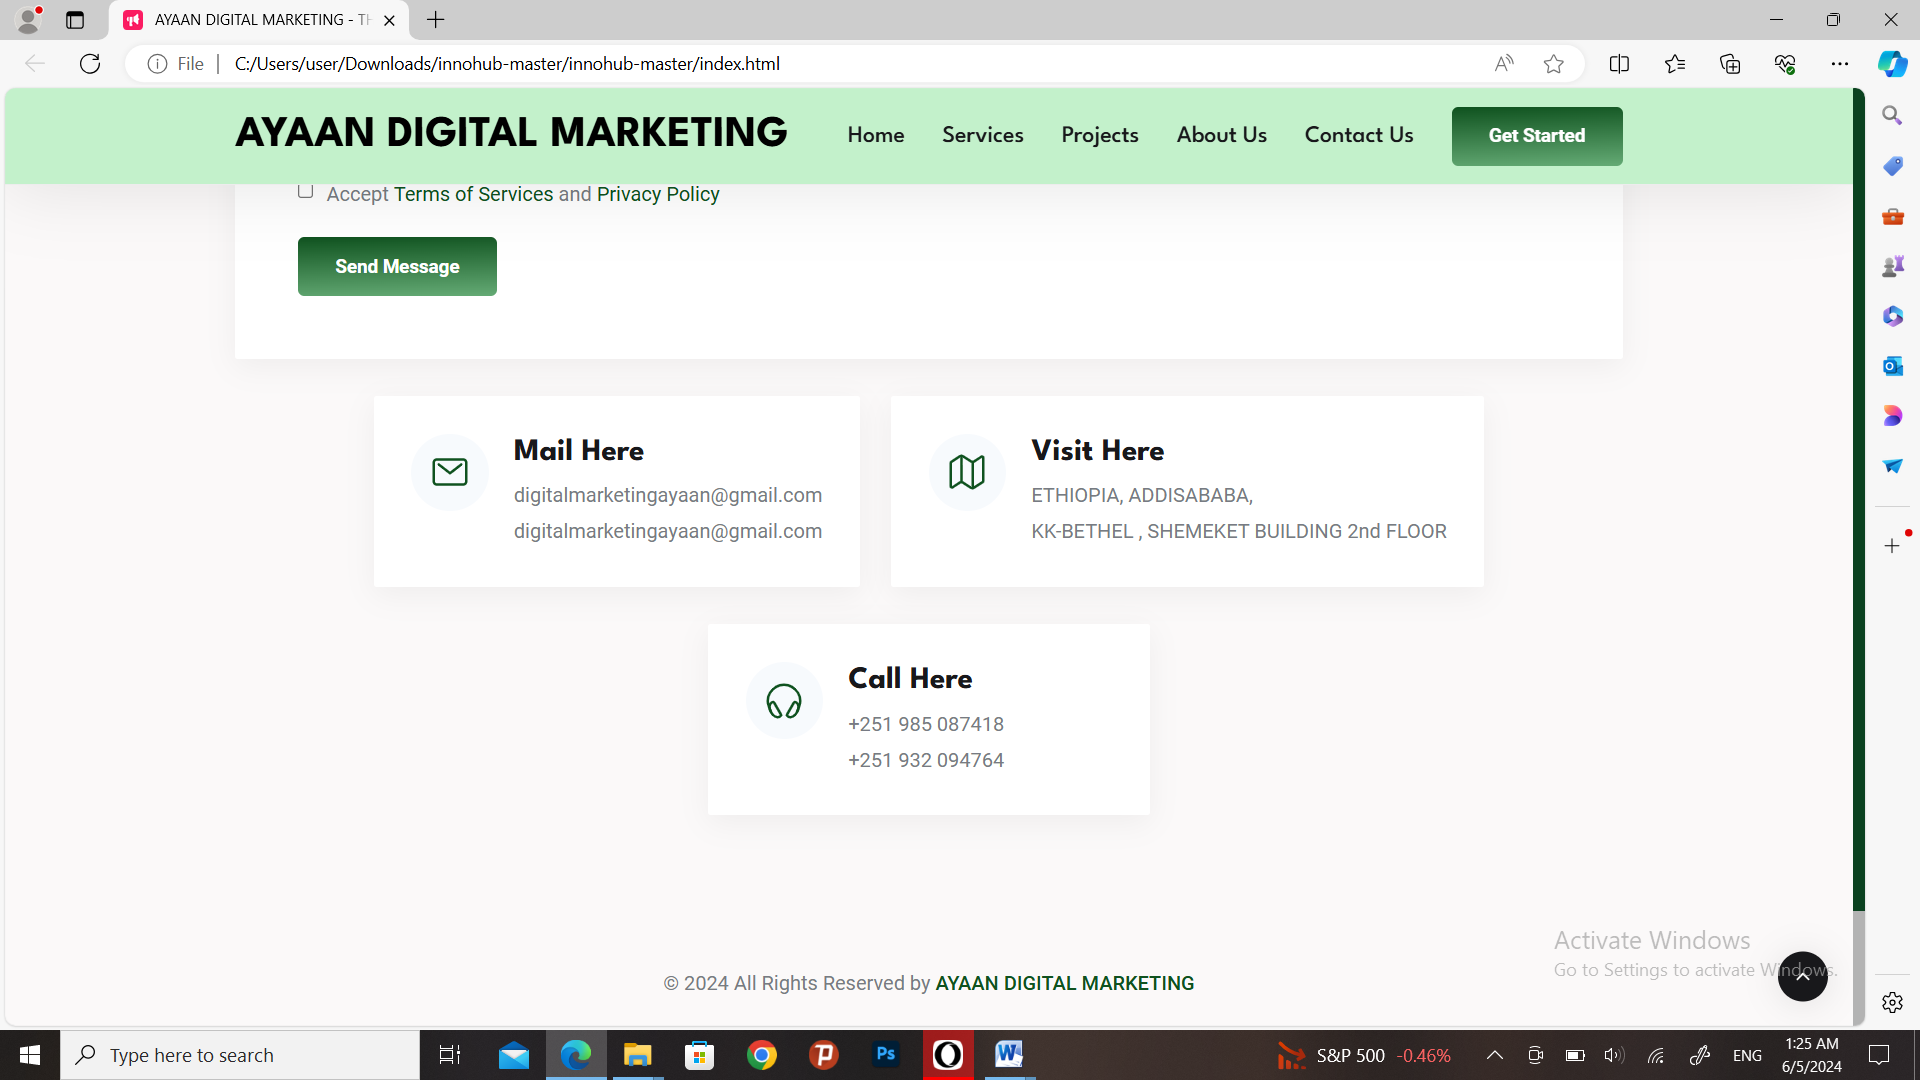 AYAAN DIGITAL MARKETING - TH
File
C:/Users/user/Downloads/innohub-master/innohub-master/index.html
AYAAN DIGITAL MARKETING
Home
Services
Projects
About Us
Contact Us
Get Started
Accept Terms of Services and Privacy Policy
Send Message
Mail Here
digitalmarketingayaan@gmail.com
digitalmarketingayaan@gmail.com
Visit Here
ETHIOPIA, ADDISABABA,
KK-BETHEL , SHEMEKET BUILDING 2nd FLOOR
Call Here
+251 985 087418
+251 932 094764
Activate Windows
Go to Settings to activate Windows.
© 2024 All Rights Reserved by AYAAN DIGITAL MARKETING
Type here to search
Ps
S&P 500 -0.46%
ENG
1:25 AM
6/5/2024